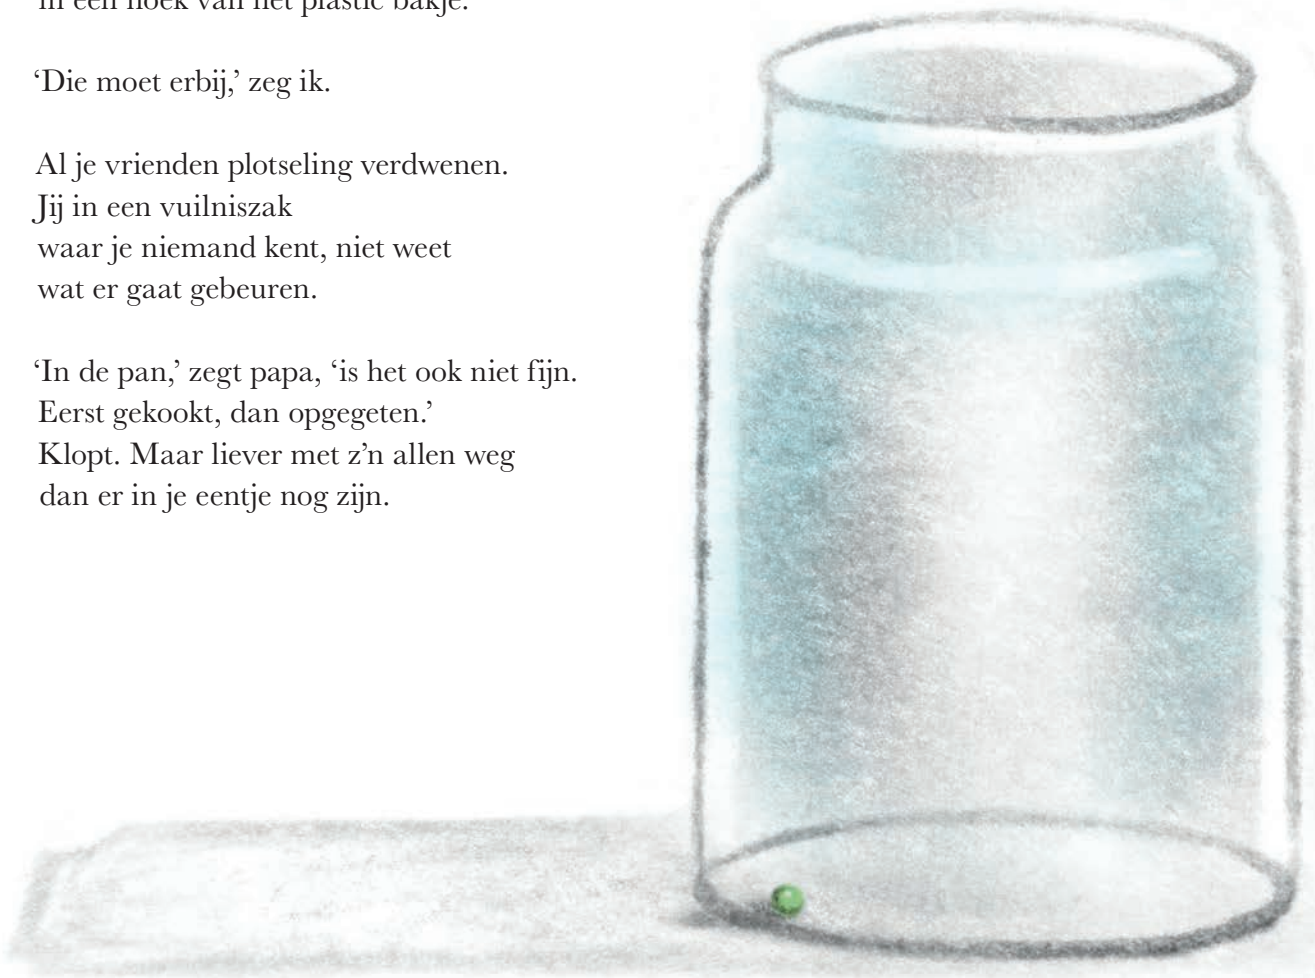 in een hoek van het plastic bakje.
‘Die moet erbij,’ zeg ik.
Al je vrienden plotseling verdwenen.
Jij in een vuilniszak
waar je niemand kent, niet weet
wat er gaat gebeuren.
‘In de pan,’ zegt papa, ‘is het ook niet fijn.
Eerst gekookt, dan opgegeten.’
Klopt. Maar liever met z’n allen weg
dan er in je eentje nog zijn.